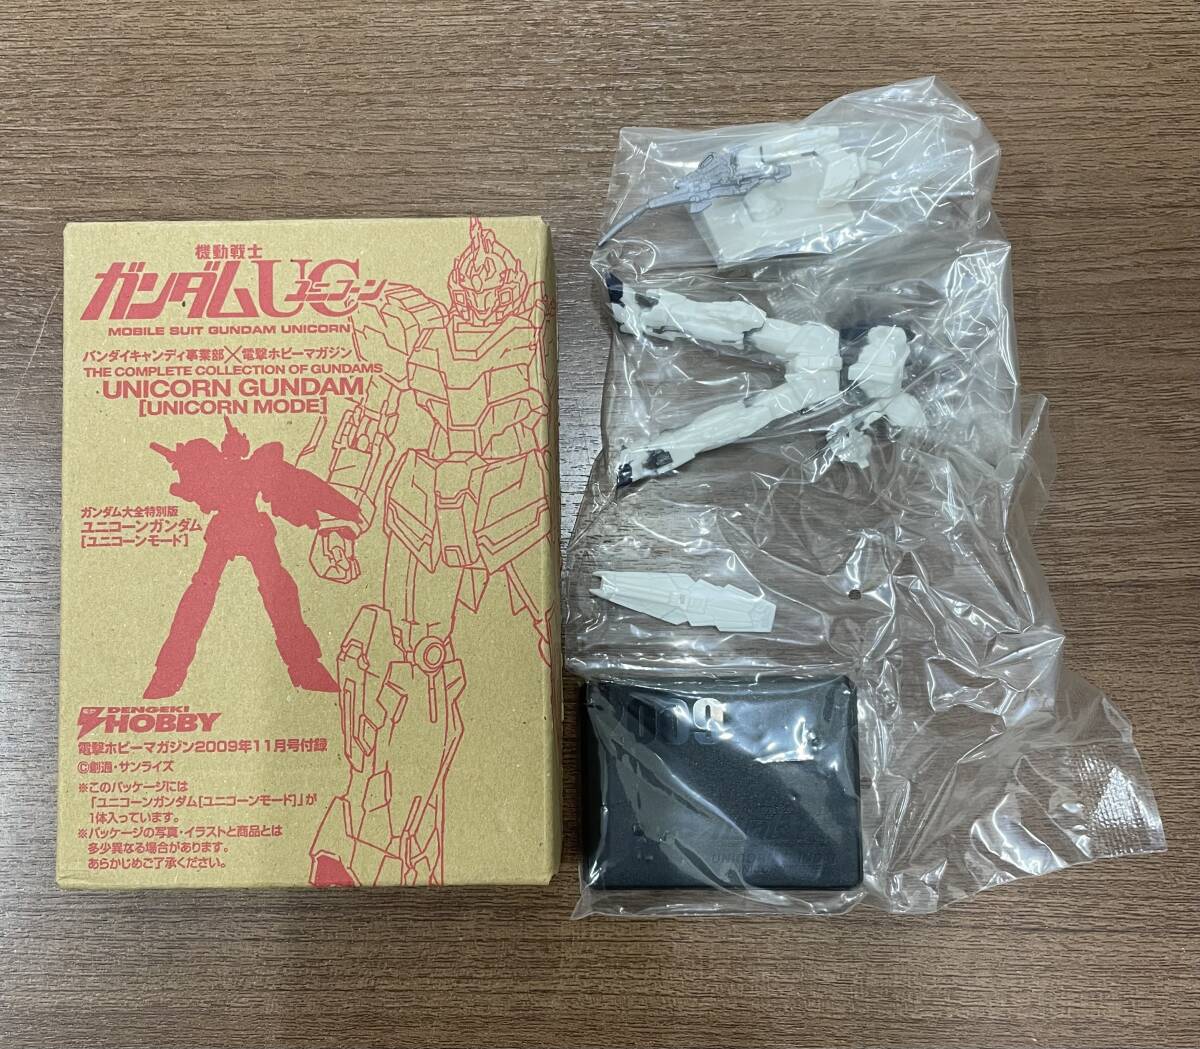 機動戦士
ガンダムUC ユニコーン
MOBILE SUIT GUNDAM UNICORN
バンダイキャンディ事業部×電撃ホビーマガジン
THE COMPLETE COLLECTION OF GUNDAMS
UNICORN GUNDAM
[UNICORN MODE]
ガンダム大全特別版
ユニコーンガンダム
[ユニコーンモード]
DENGEKI
HOBBY
電撃ホビーマガジン2009年11月号付録
©創通・サンライズ
※このパッケージには
「ユニコーンガンダム[ユニコーンモード]」が
1体入っています。
※パッケージの写真・イラストと商品とは
多少異なる場合があります。
あらかじめご了承ください。
009